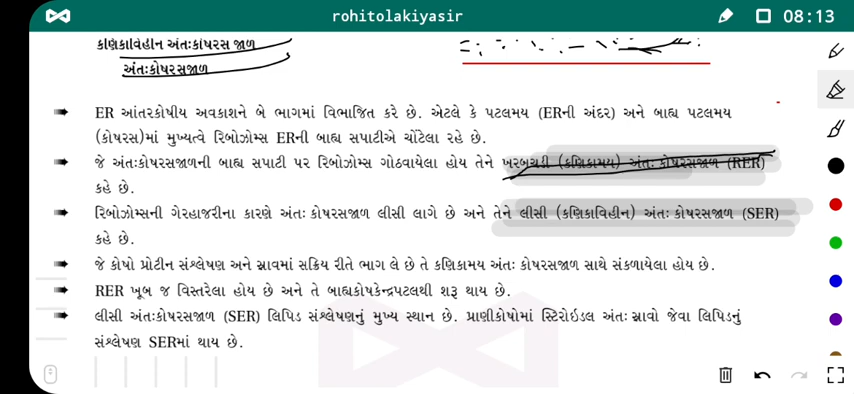 rohitolakiyasir
08:13
કણિકાવિહીન અંતઃકોષરસ જાળ
અંતઃકોષરસજાળ
ER આંતરકોષીય અવકાશને બે ભાગમાં વિભાજિત કરે છે. એટલે કે પટલમય (ERની અંદર) અને બાહ્ય પટલમય
(કોષરસ)માં મુખ્યત્વે રિબોઝોમ્સ ERની બાહ્ય સપાટીએ ચોંટેલા રહે છે.
જે અંતઃકોષરસજાળની બાહ્ય સપાટી પર રિબોઝોમ્સ ગોઠવાયેલા હોય તેને ખરબચડી (કણિકામય) અંતઃકોષરસજાળ (RER)
કહે છે.
રિબોઝોમ્સની ગેરહાજરીના કારણે અંતઃકોષરસજાળ લીસી લાગે છે અને તેને લીસી (કણિકાવિહીન) અંતઃકોષરસજાળ (SER)
કહે છે.
જે કોષો પ્રોટીન સંશ્લેષણ અને સ્રાવમાં સક્રિય રીતે ભાગ લે છે તે કણિકામય અંતઃકોષરસજાળ સાથે સંકળાયેલા હોય છે.
RER ખૂબ જ વિસ્તરેલા હોય છે અને તે બાહ્યકોષકેન્દ્રપટલથી શરૂ થાય છે.
લીસી અંતઃકોષરસજાળ (SER) લિપિડ સંશ્લેષણનું મુખ્ય સ્થાન છે. પ્રાણીકોષોમાં સ્ટિરોઇડલ અંતઃસ્રાવો જેવા લિપિડનું
સંશ્લેષણ SERમાં થાય છે.